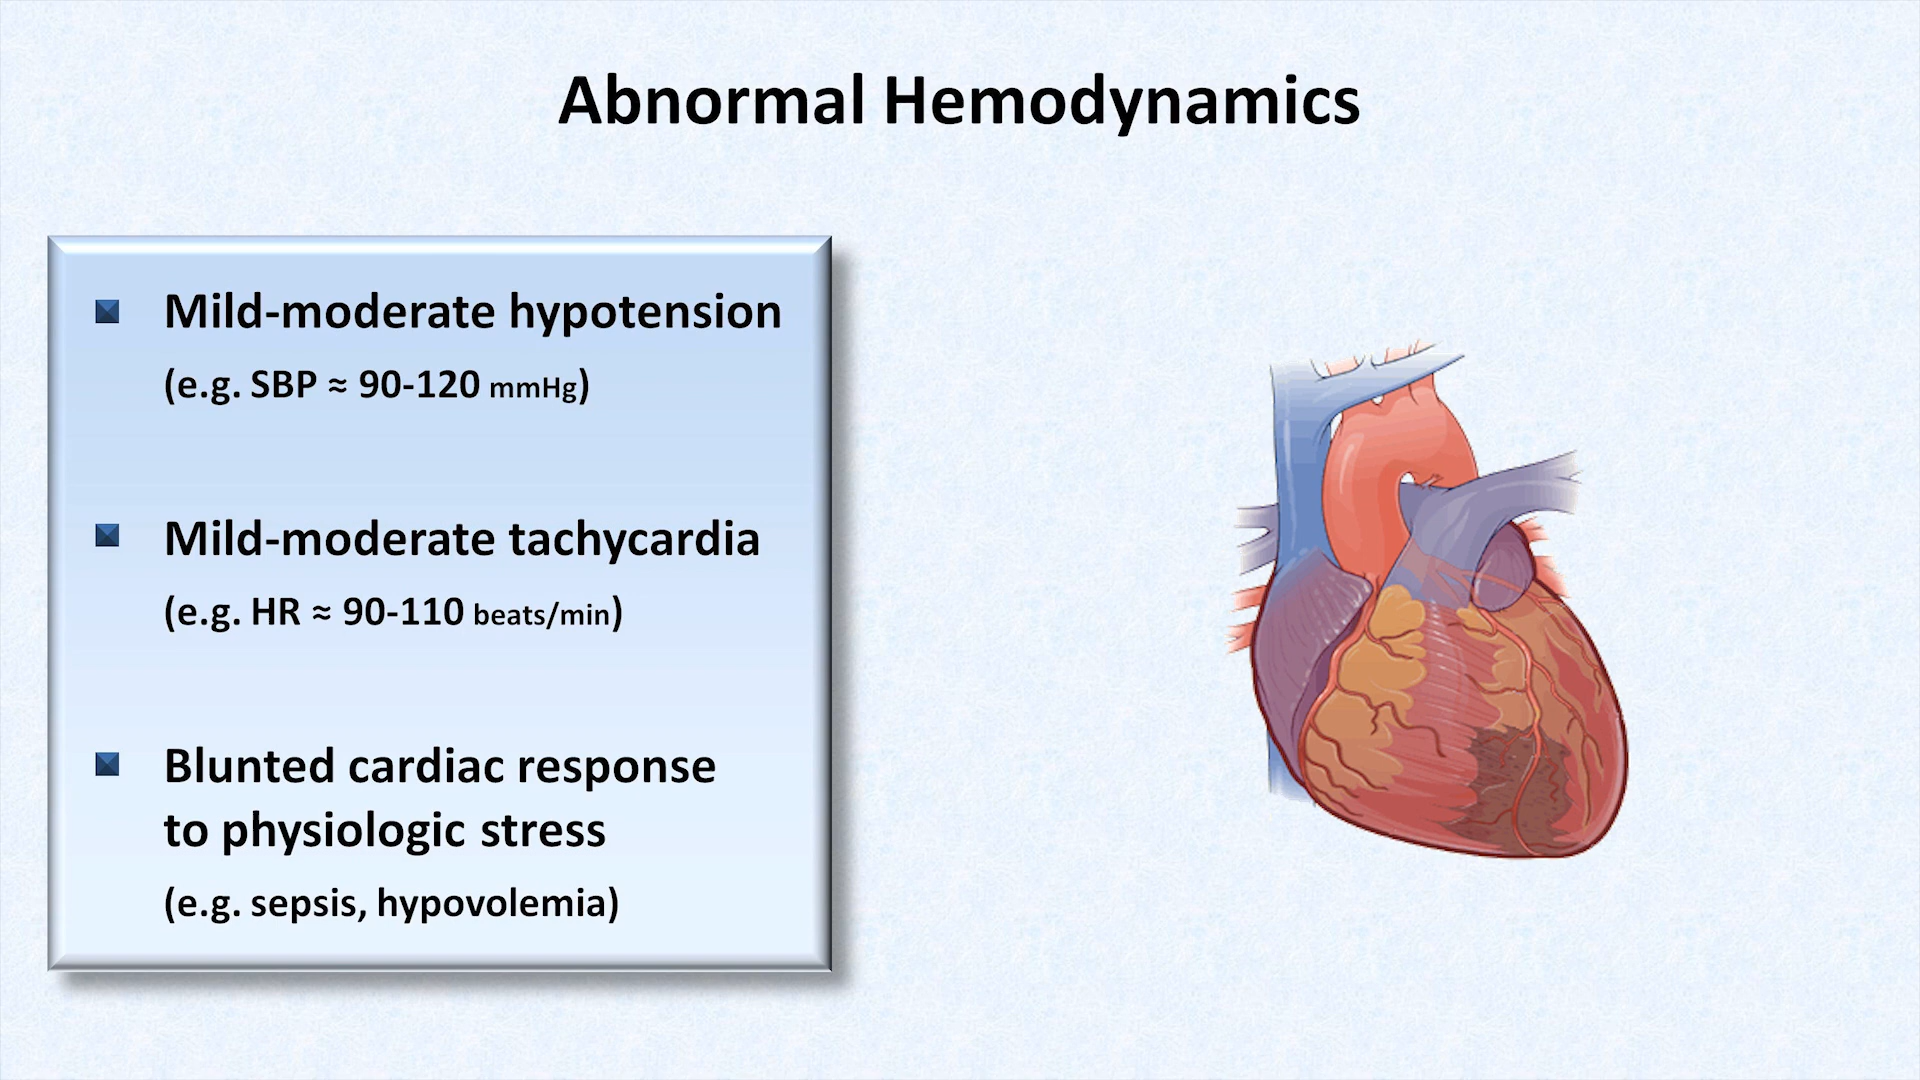 Abnormal Hemodynamics
Mild-moderate hypotension
(e.g. SBP ≈ 90-120 mmHg)
Mild-moderate tachycardia
(e.g. HR ≈ 90-110 beats/min)
Blunted cardiac response
to physiologic stress
(e.g. sepsis, hypovolemia)